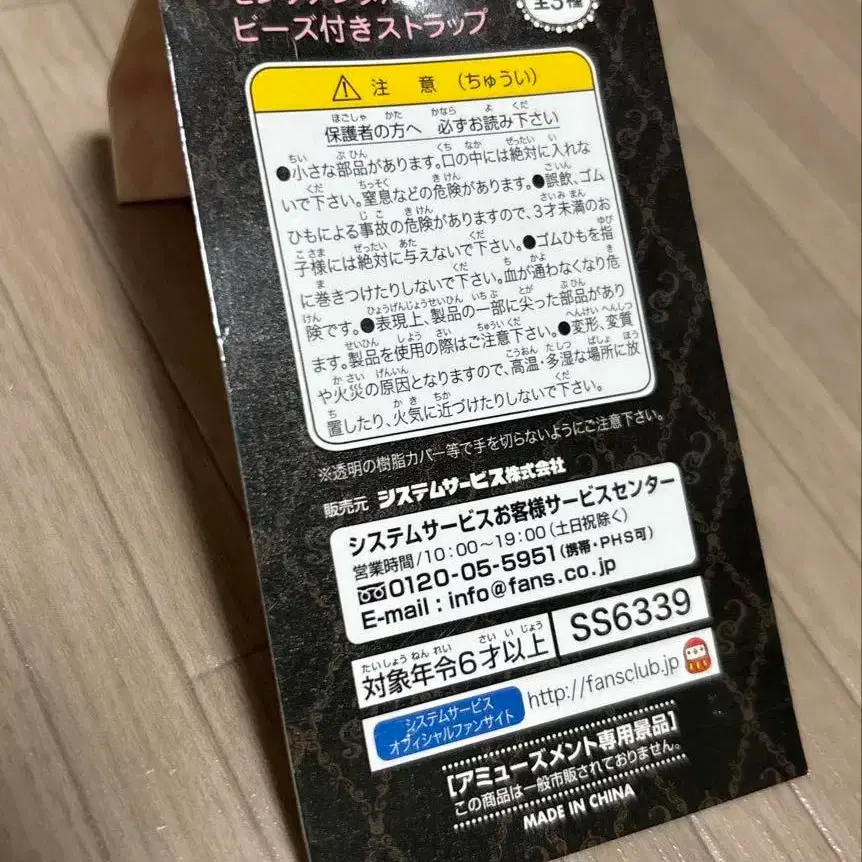 ビーズ付きストラップ
全3種
注意（ちゅうい）
保護者の方へ 必ずお読み下さい
●小さな部品があります。口の中には絶対に入れな
いで下さい。窒息などの危険があります。●誤飲、ゴム
ひもによる事故の危険がありますので、3才未満のお
子様には絶対に与えないで下さい。●ゴムひもを指
に巻きつけたりしないで下さい。血が通わなくなり危
険です。●表現上、製品の一部に尖った部品があり
ます。製品を使用の際はご注意下さい。●変形、変質
や火災の原因となりますので、高温・多湿な場所に放
置したり、火気に近づけたりしないで下さい。
※透明の樹脂カバー等で手を切らないようにご注意下さい。
販売元 システムサービス株式会社
システムサービスお客様サービスセンター
営業時間/10:00～19:00（土日祝除く）
0120-05-5951（携帯・PHS可）
E-mail : info@fans.co.jp
たいしょうねんれい さいいじょう
対象年令6才以上
SS6339
システムサービス
オフィシャルファンサイト
http://fansclub.jp
【アミューズメント専用景品】
この商品は一般市販されておりません。
MADE IN CHINA